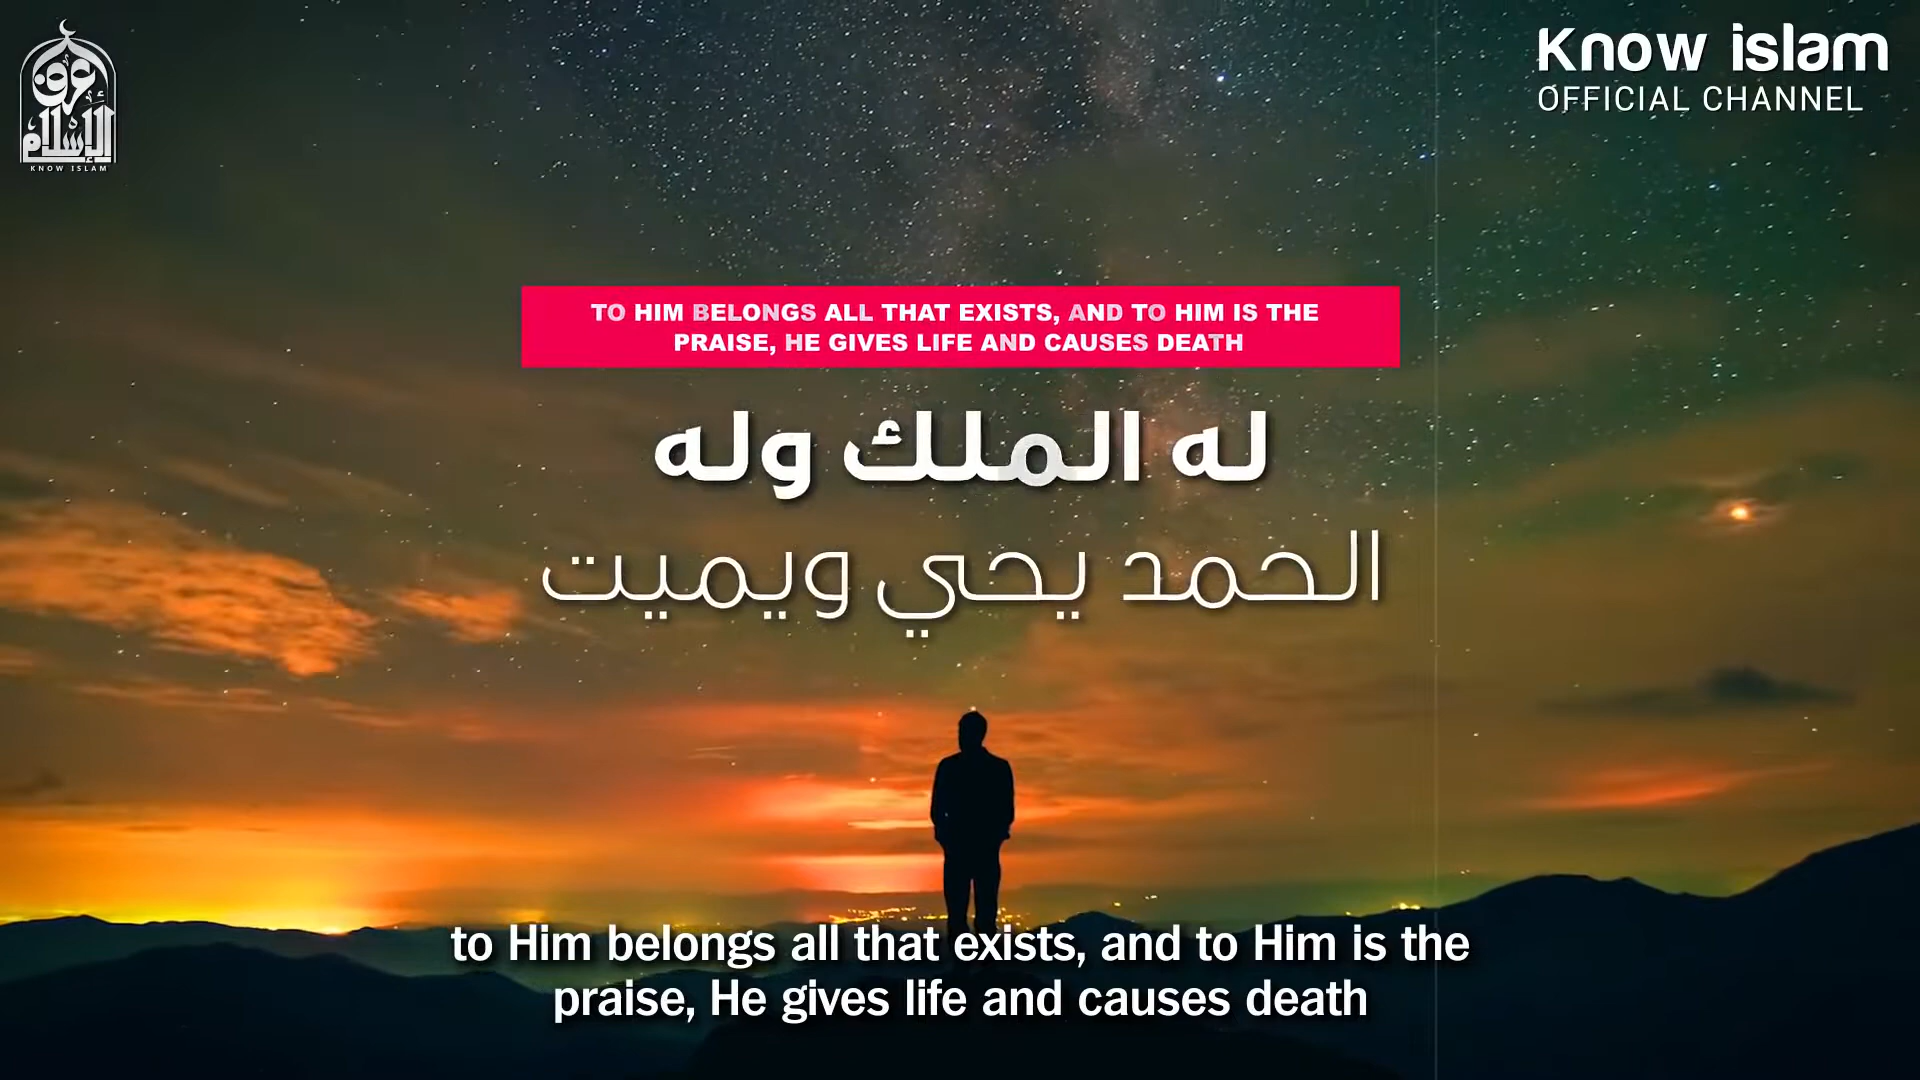 عرف
الإسلام
KNOW ISLAM
Know islam
OFFICIAL CHANNEL
TO HIM BELONGS ALL THAT EXISTS, AND TO HIM IS THE
PRAISE, HE GIVES LIFE AND CAUSES DEATH
له الملك وله
الحمد يحي ويميت
to Him belongs all that exists, and to Him is the
praise, He gives life and causes death